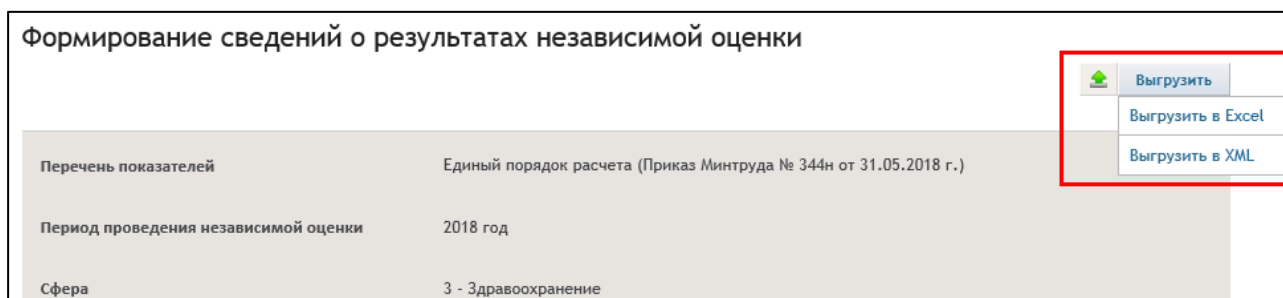 Формирование сведений о результатах независимой оценки
Выгрузить
Выгрузить в Excel
Выгрузить в XML
Перечень показателей Единый порядок расчета (Приказ Минтруда № 344н от 31.05.2018 г.)
Период проведения независимой оценки 2018 год
Сфера 3 - Здравоохранение